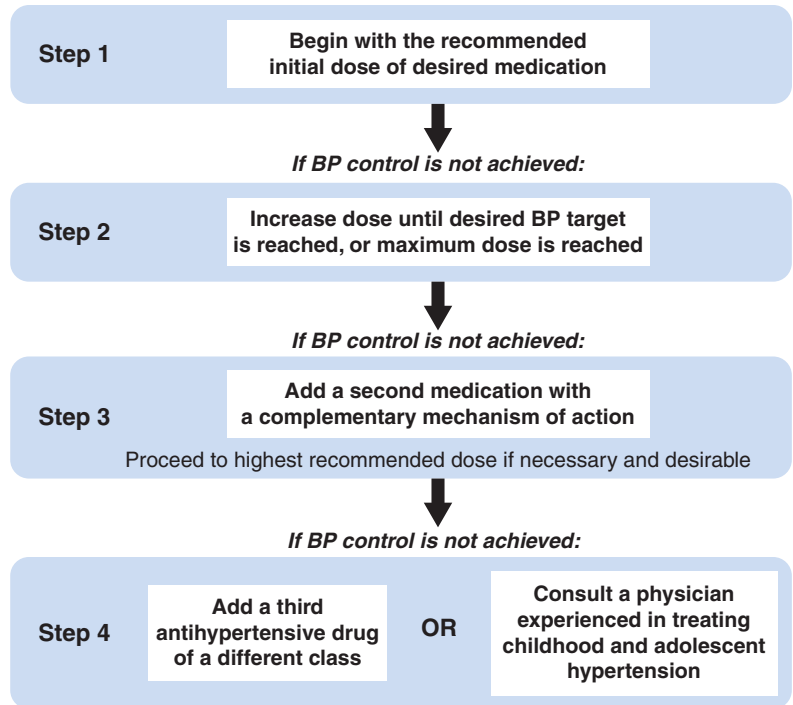 Step 1
Begin with the recommended
initial dose of desired medication
If BP control is not achieved:
Step 2
Increase dose until desired BP target
is reached, or maximum dose is reached
If BP control is not achieved:
Step 3
Add a second medication with
a complementary mechanism of action
Proceed to highest recommended dose if necessary and desirable
If BP control is not achieved:
Step 4
Add a third
antihypertensive drug
of a different class
OR
Consult a physician
experienced in treating
childhood and adolescent
hypertension